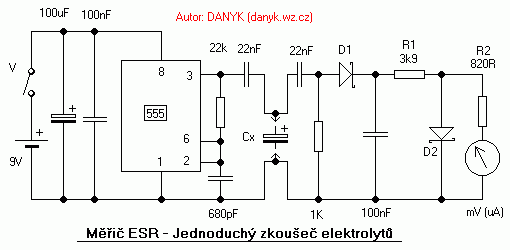 100uF 100nF Autor: DANYK (danyk.wz.cz)
22k 22nF 22nF D1 R1 R2
3k9 820R
V 8 3
555
Cx +
+ 6 D2
9V 1 2
680pF 1K 100nF mV (uA)
Měřič ESR - Jednoduchý zkoušeč elektrolytů